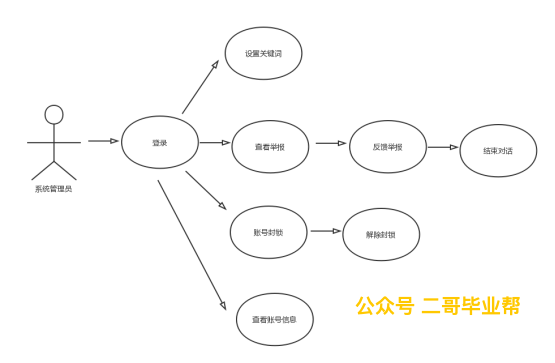 设置关键词
登录
查看举报
反馈举报
结束对话
系统管理员
账号封锁
解除封锁
查看账号信息
公众号 二哥毕业帮